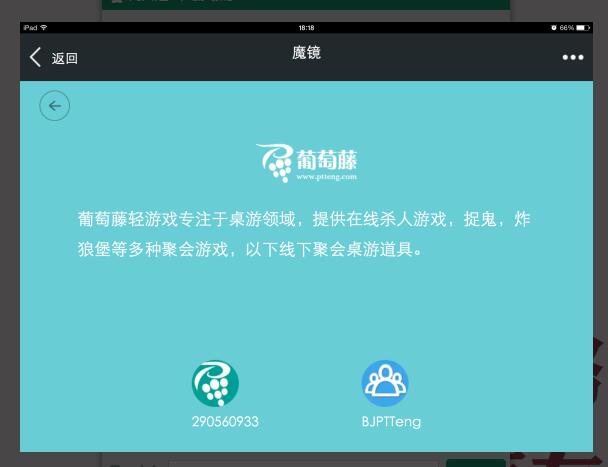 iPad
18:18
66%
返回
魔镜
葡萄藤
www.ptteng.com
葡萄藤轻游戏专注于桌游领域，提供在线杀人游戏，捉鬼，炸
狼堡等多种聚会游戏，以下线下聚会桌游道具。
290560933
BJPTTeng